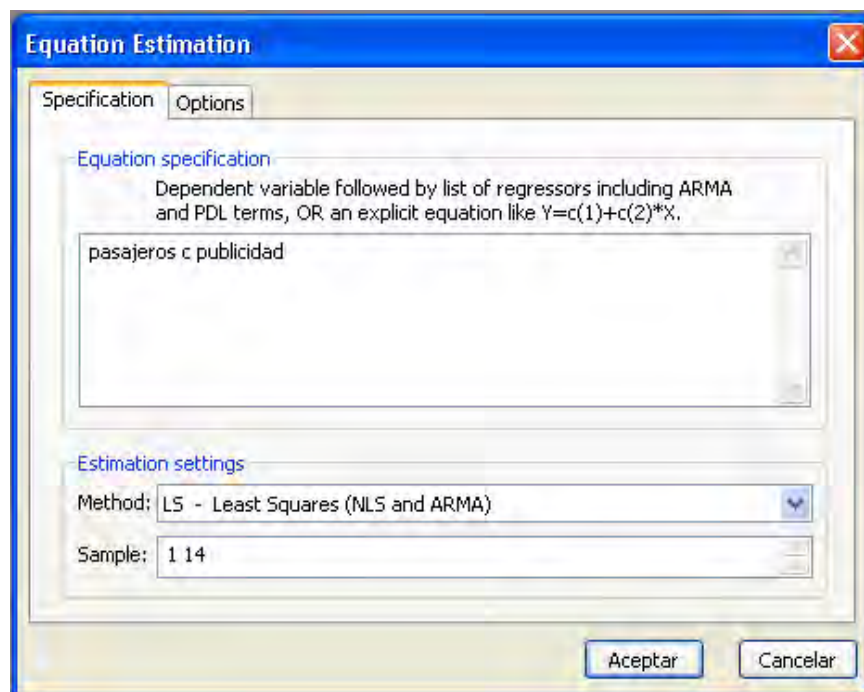 Equation Estimation
Specification
Options
Equation specification
Dependent variable followed by list of regressors including ARMA
and PDL terms, OR an explicit equation like Y=c(1)+c(2)*X.
pasajeros c publicidad
Estimation settings
Method: LS - Least Squares (NLS and ARMA)
Sample: 1 14
Aceptar
Cancelar